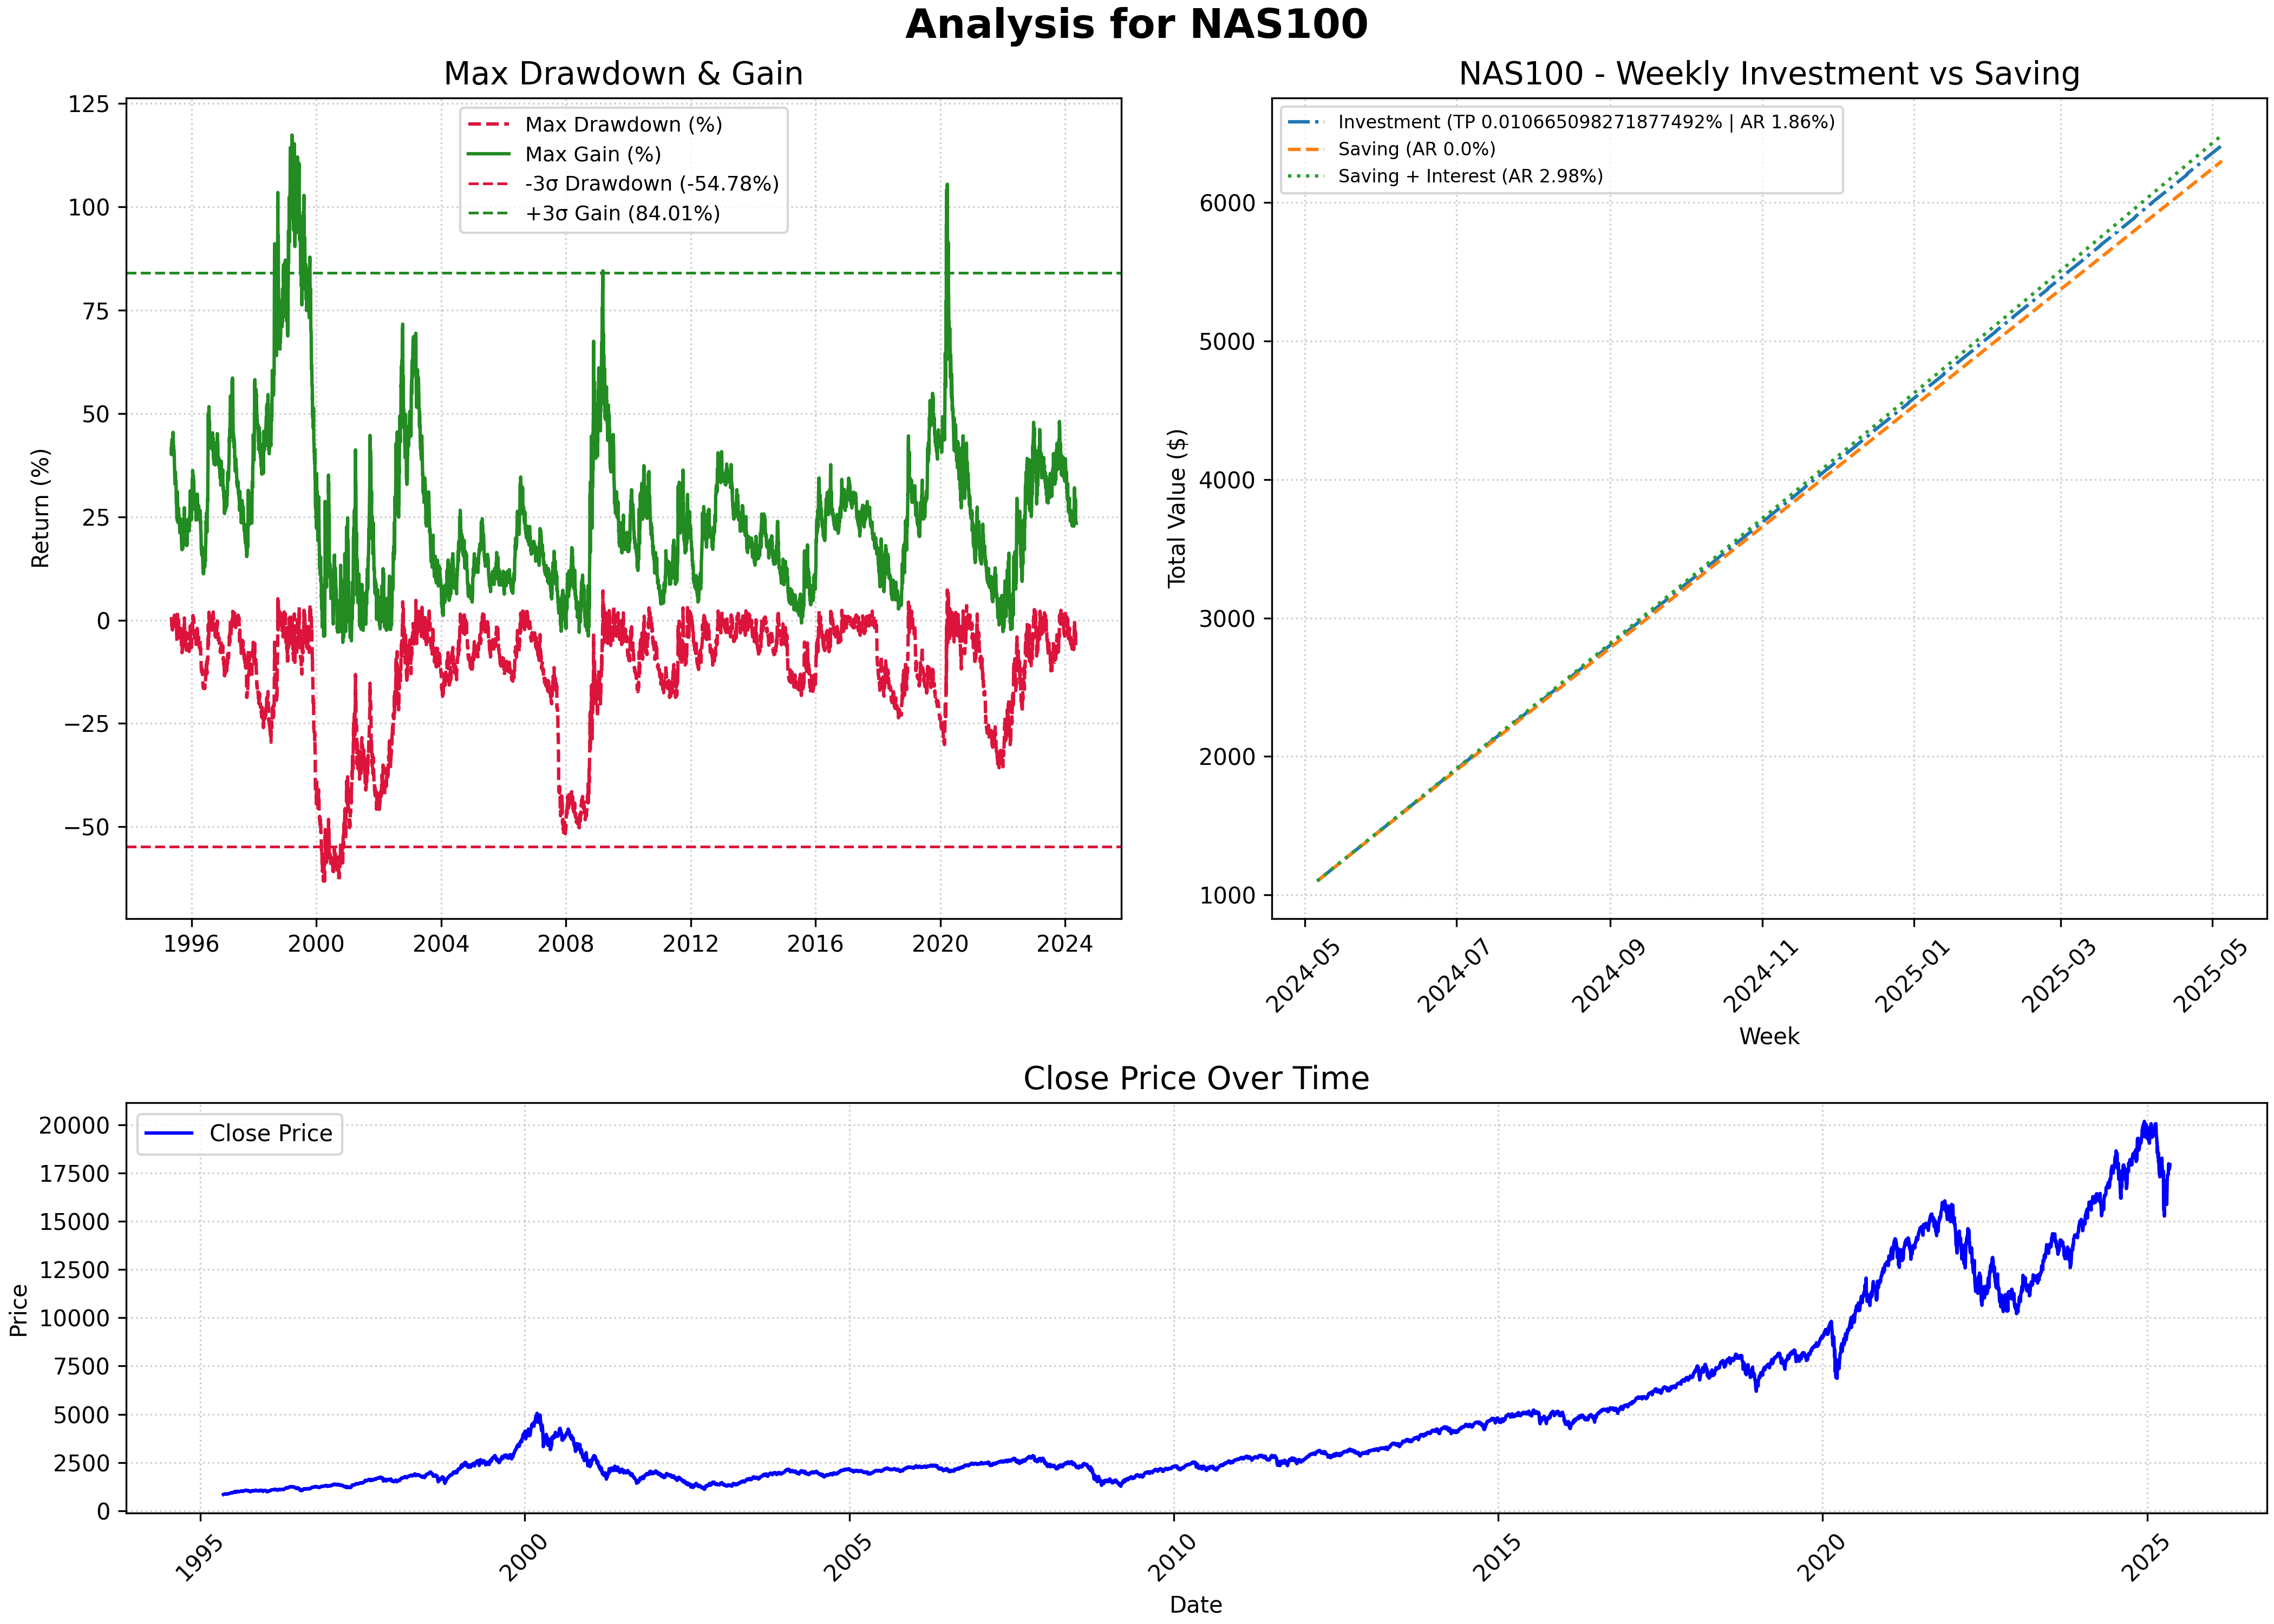 Analysis for NAS100
Max Drawdown & Gain
Max Drawdown (%)
Max Gain (%)
-3σ Drawdown (-54.78%)
+3σ Gain (84.01%)
Return (%)
125
100
75
50
25
0
−25
−50
1996
2000
2004
2008
2012
2016
2020
2024
NAS100 - Weekly Investment vs Saving
Investment (TP 0.010665098271877492% | AR 1.86%)
Saving (AR 0.0%)
Saving + Interest (AR 2.98%)
Total Value ($)
6000
5000
4000
3000
2000
1000
2024-05
2024-07
2024-09
2024-11
2025-01
2025-03
2025-05
Week
Close Price Over Time
Close Price
Price
20000
17500
15000
12500
10000
7500
5000
2500
0
1995
2000
2005
2010
2015
2020
2025
Date